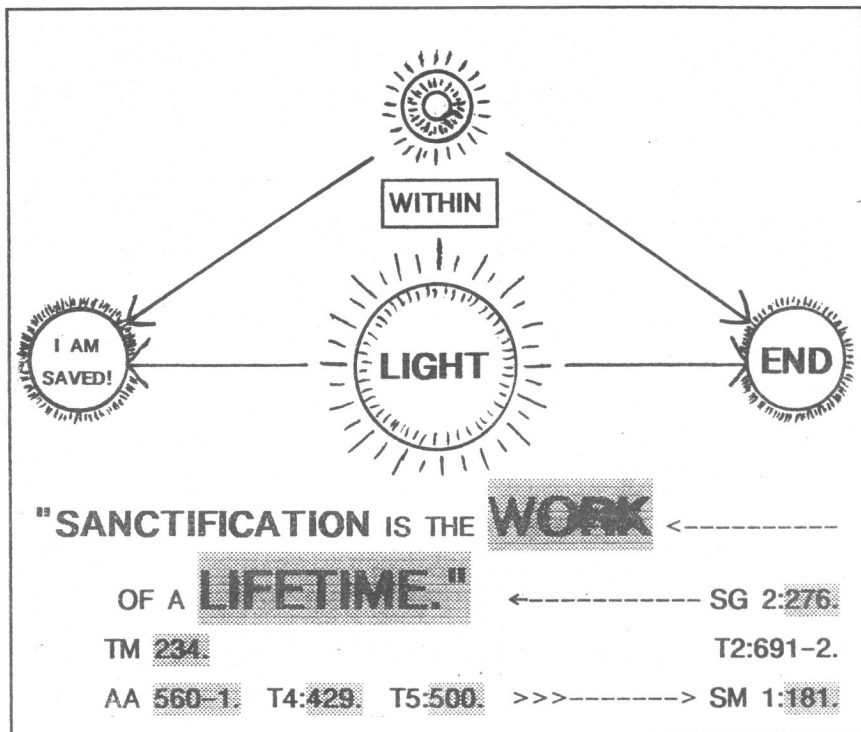 WITHIN
I AM
SAVED!
LIGHT
END
"SANCTIFICATION IS THE WORK <----------
OF A LIFETIME." <----------- SG 2:276.
TM 234. T2:691-2.
AA 560-1. T4:429. T5:500. >>>-------> SM 1:181.